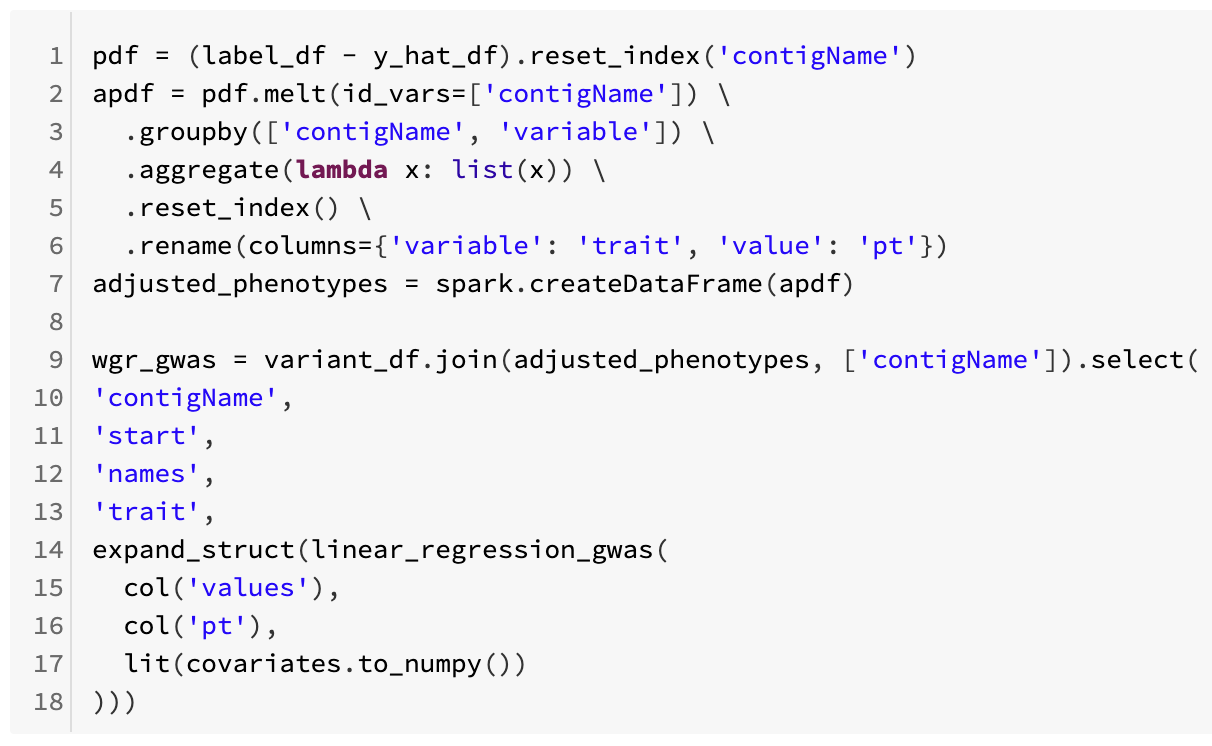 1 pdf = (label_df - y_hat_df).reset_index('contigName')
2 apdf = pdf.melt(id_vars=['contigName']) \
3   .groupby(['contigName', 'variable']) \
4   .aggregate(lambda x: list(x)) \
5   .reset_index() \
6   .rename(columns={'variable': 'trait', 'value': 'pt'})
7 adjusted_phenotypes = spark.createDataFrame(apdf)
8
9 wgr_gwas = variant_df.join(adjusted_phenotypes, ['contigName']).select(
10 'contigName',
11 'start',
12 'names',
13 'trait',
14 expand_struct(linear_regression_gwas(
15   col('values'),
16   col('pt'),
17   lit(covariates.to_numpy())
18 )))